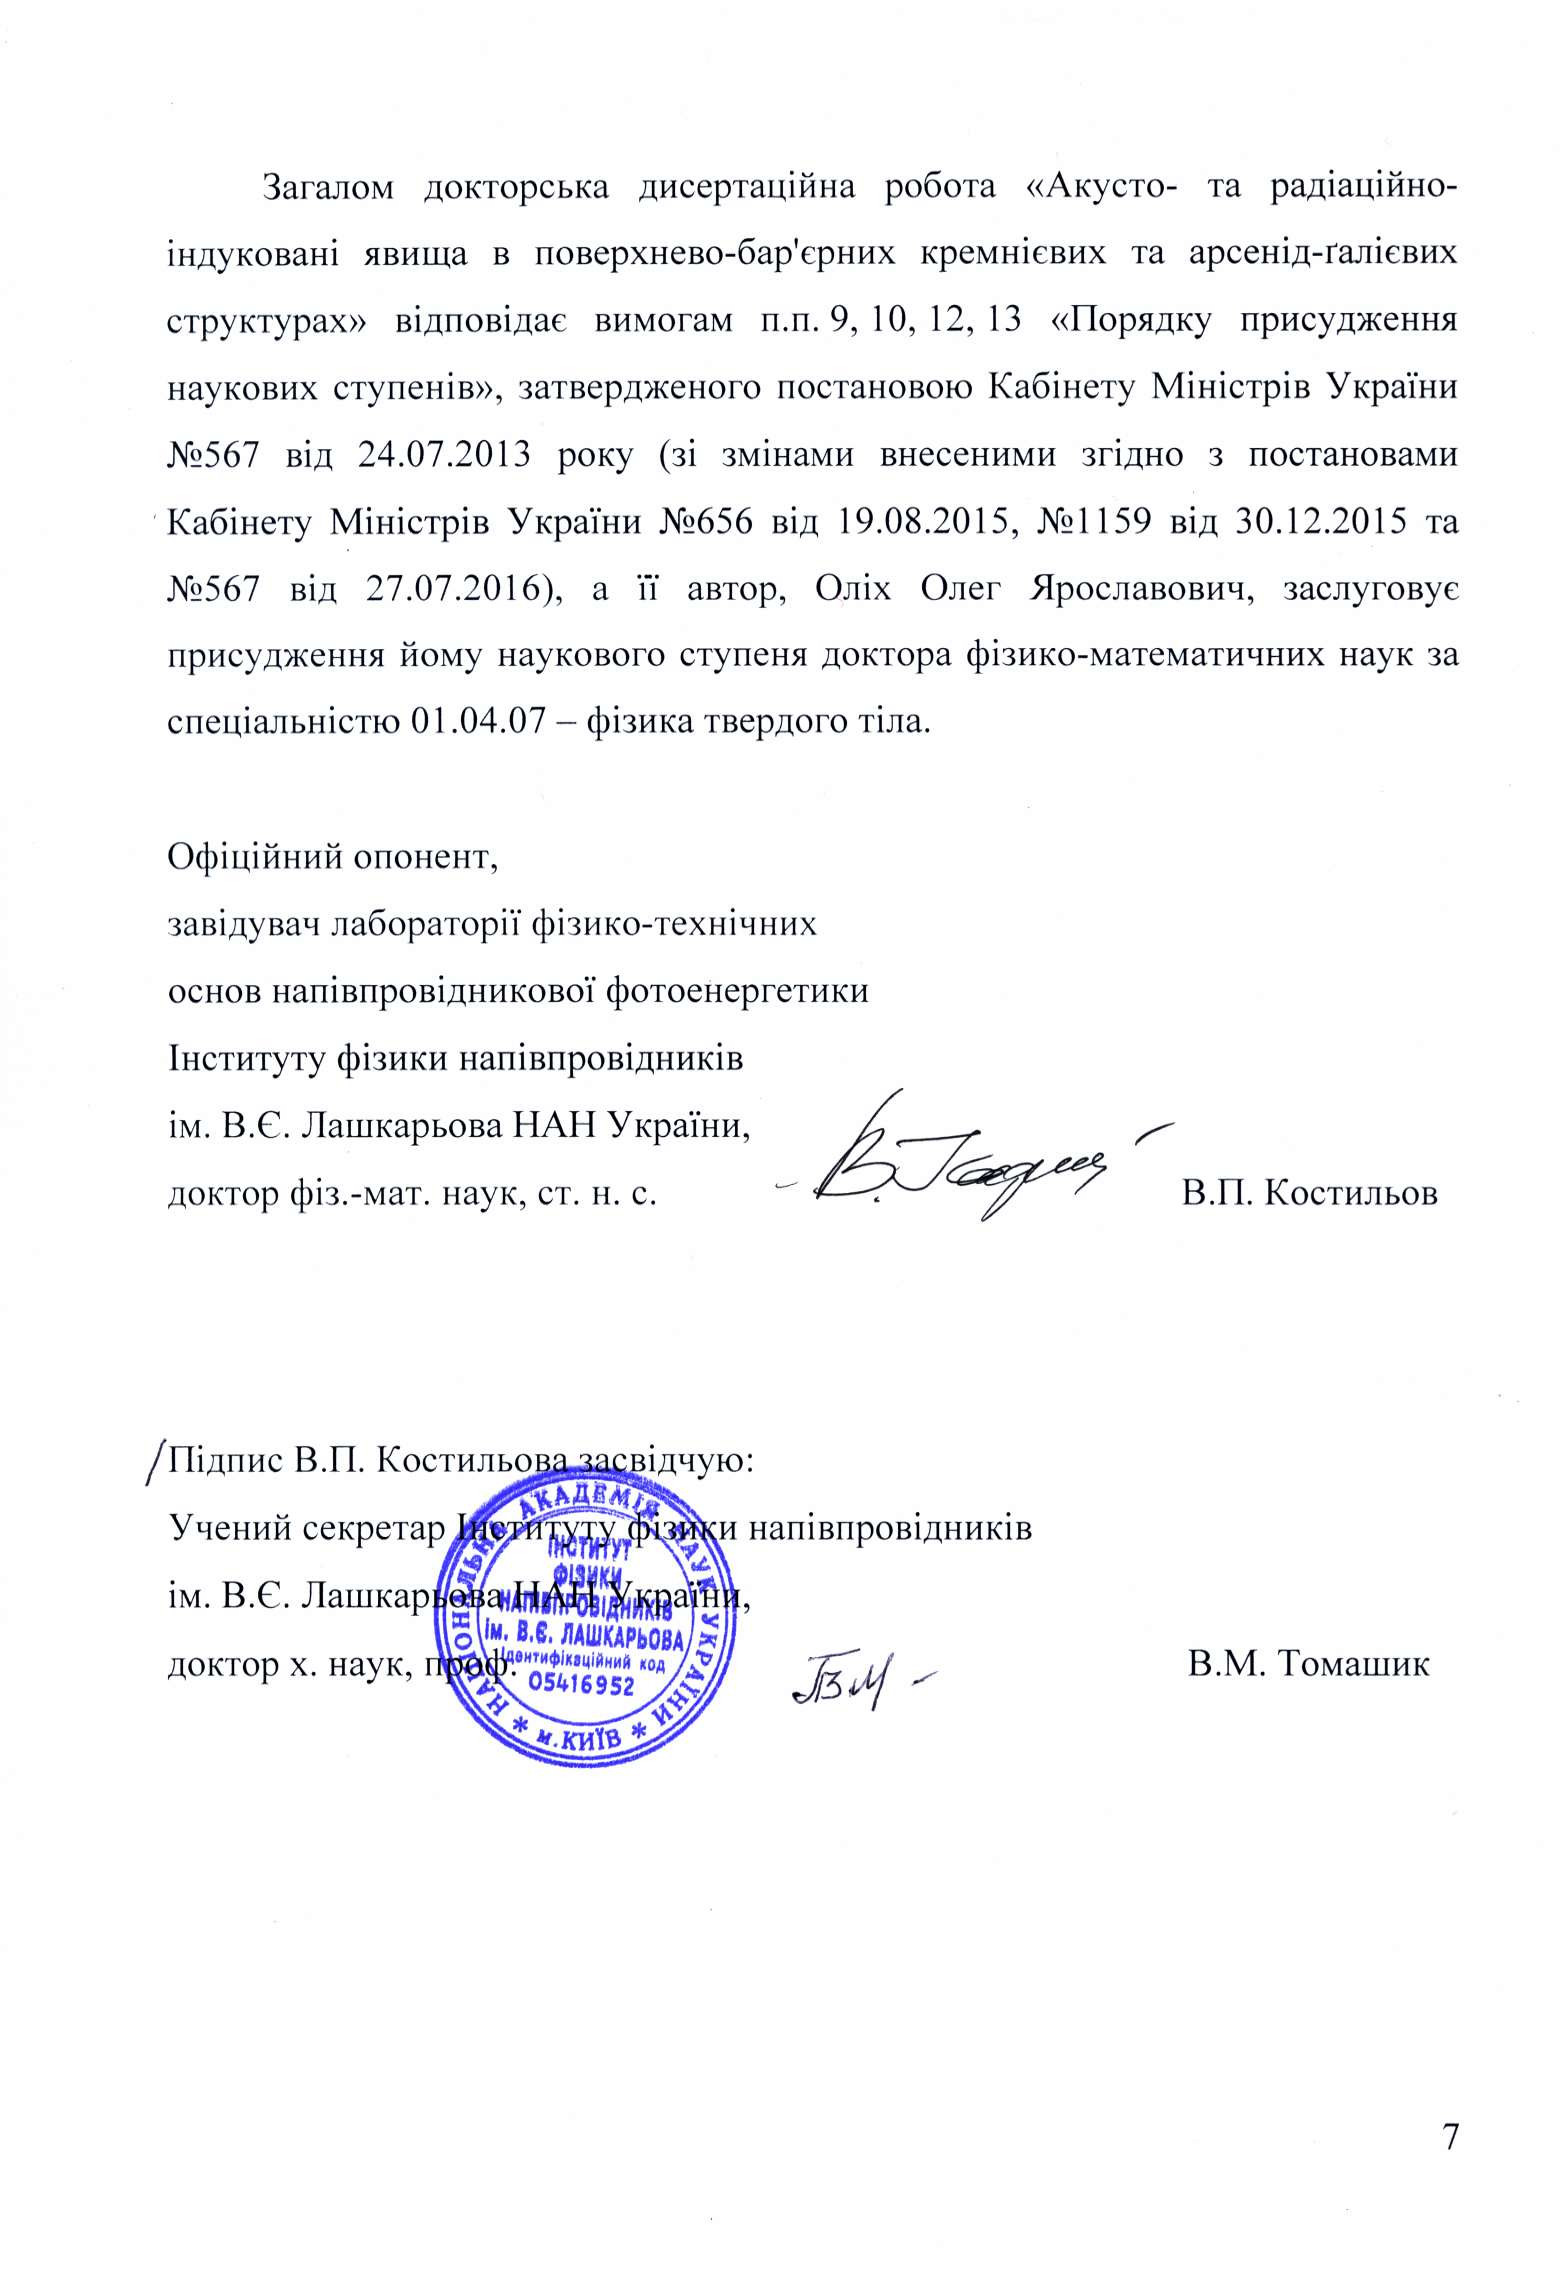 Загалом докторська дисертаційна робота «Акусто- та радіаційно-
індуковані явища в поверхнево-бар'єрних кремнієвих та арсенід-ґалієвих
структурах» відповідає вимогам п.п. 9, 10, 12, 13 «Порядку присудження
наукових ступенів», затвердженого постановою Кабінету Міністрів України
№567 від 24.07.2013 року (зі змінами внесеними згідно з постановами
Кабінету Міністрів України №656 від 19.08.2015, №1159 від 30.12.2015 та
№567 від 27.07.2016), а її автор, Оліх Олег Ярославович, заслуговує
присудження йому наукового ступеня доктора фізико-математичних наук за
спеціальністю 01.04.07 – фізика твердого тіла.
Офіційний опонент,
завідувач лабораторії фізико-технічних
основ напівпровідникової фотоенергетики
Інституту фізики напівпровідників
ім. В.Є. Лашкарьова НАН України,
доктор фіз.-мат. наук, ст. н. с. В.П. Костильов
Підпис В.П. Костильова засвідчую:
Учений секретар Інституту фізики напівпровідників
ім. В.Є. Лашкарьова НАН України,
доктор х. наук, проф. В.М. Томашик
НАЦІОНАЛЬНА АКАДЕМІЯ НАУК УКРАЇНИ
* м.КИЇВ *
ІНСТИТУТ
ФІЗИКИ
НАПІВПРОВІДНИКІВ
ім. В.Є. ЛАШКАРЬОВА
Ідентифікаційний код
05416952
7